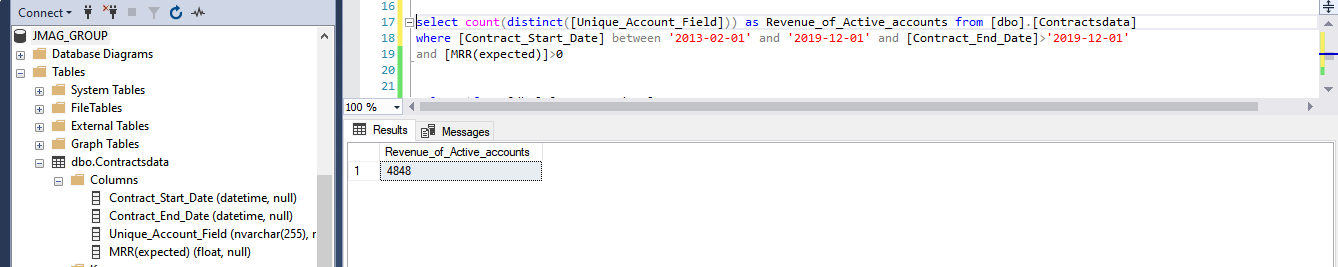 Connect
JMAG_GROUP
Database Diagrams
Tables
System Tables
FileTables
External Tables
Graph Tables
dbo.Contractsdata
Columns
Contract_Start_Date (datetime, null)
Contract_End_Date (datetime, null)
Unique_Account_Field (nvarchar(255), r
MRR(expected) (float, null)
16
17 select count(distinct([Unique_Account_Field])) as Revenue_of_Active_accounts from [dbo].[Contractsdata]
18 where [Contract_Start_Date] between '2013-02-01' and '2019-12-01' and [Contract_End_Date]>'2019-12-01'
19 and [MRR(expected)]>0
20
21
100 %
Results Messages
Revenue_of_Active_accounts
1 4848